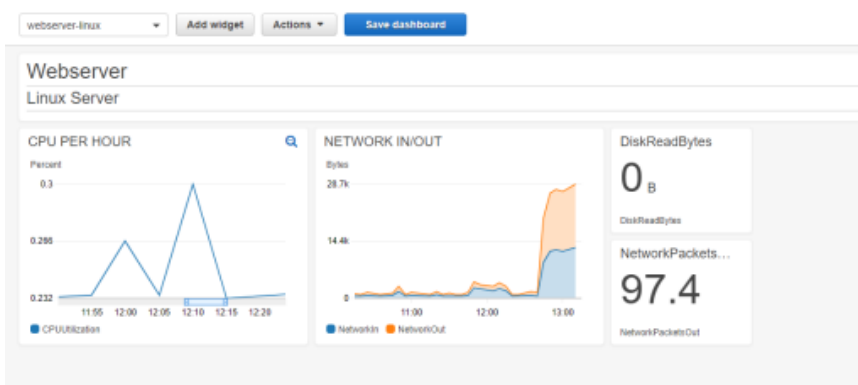 webserver-linux
Add widget
Actions
Save dashboard
Webserver
Linux Server
CPU PER HOUR
Percent
0.3
0.266
0.232
11:55 12:00 12:05 12:10 12:15 12:20
CPUUtilization
NETWORK IN/OUT
Bytes
28.7k
14.4k
0
11:00 12:00 13:00
NetworkIn NetworkOut
DiskReadBytes
0 B
DiskReadBytes
NetworkPackets...
97.4
NetworkPacketsOut